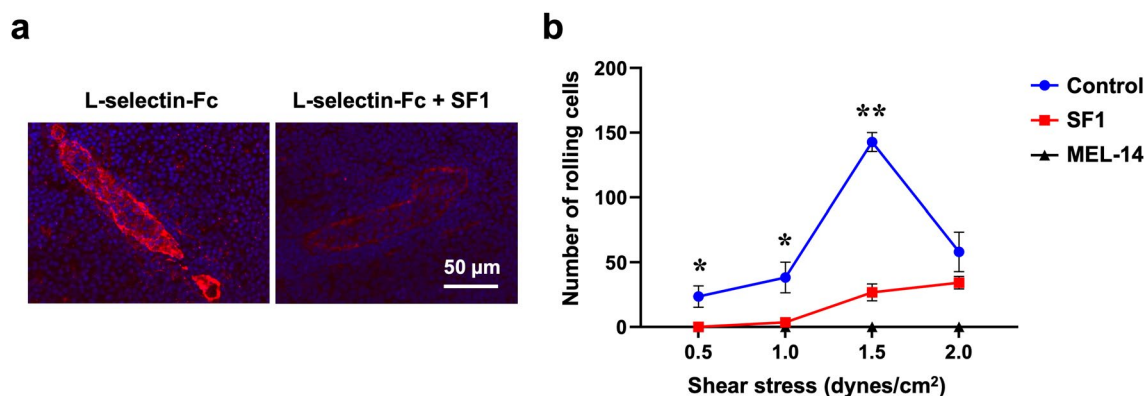 a
L-selectin-Fc
L-selectin-Fc + SF1
50 µm
b
Number of rolling cells
200
150
100
50
0
*
*
**
0.5
1.0
1.5
2.0
Shear stress (dynes/cm²)
Control
SF1
MEL-14